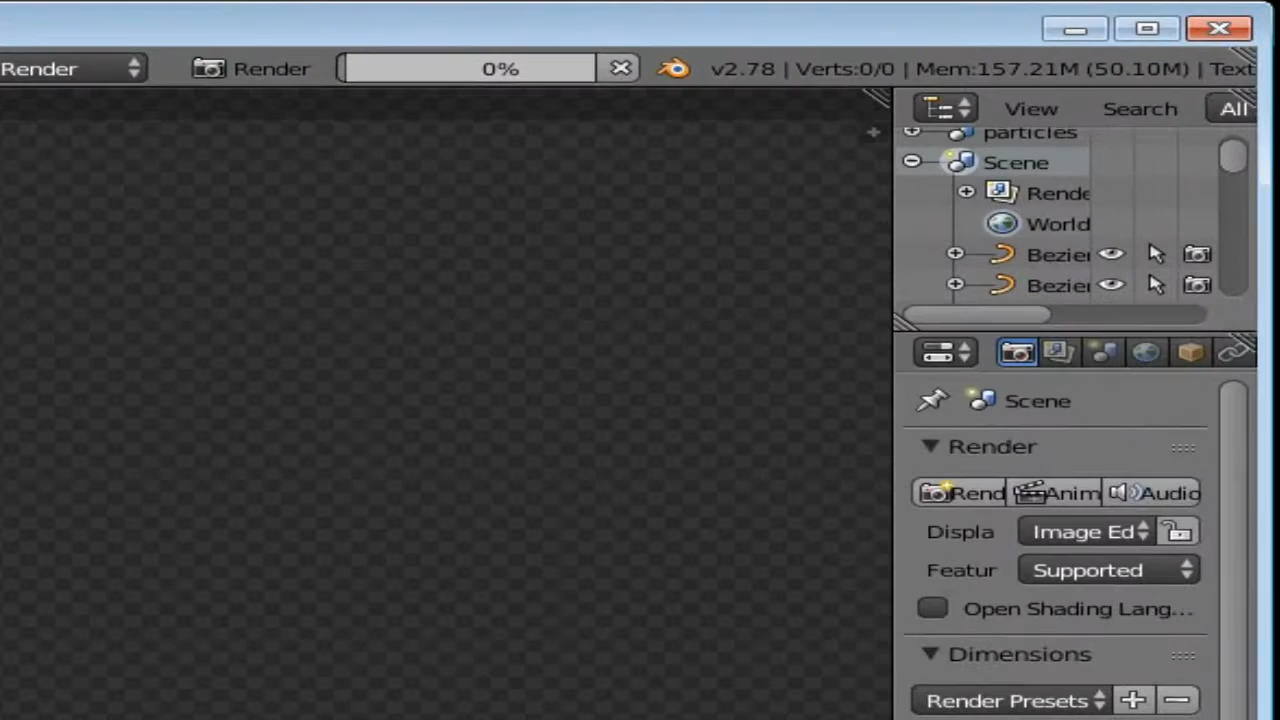 Render
Render
0%
v2.78 | Verts:0/0 | Mem:157.21M (50.10M) | Text
View
Search
All
particles
Scene
Rende
World
Bezier
Bezier
Scene
Render
Rend
Anim
Audio
Displa
Image Ed
Featur
Supported
Open Shading Lang...
Dimensions
Render Presets